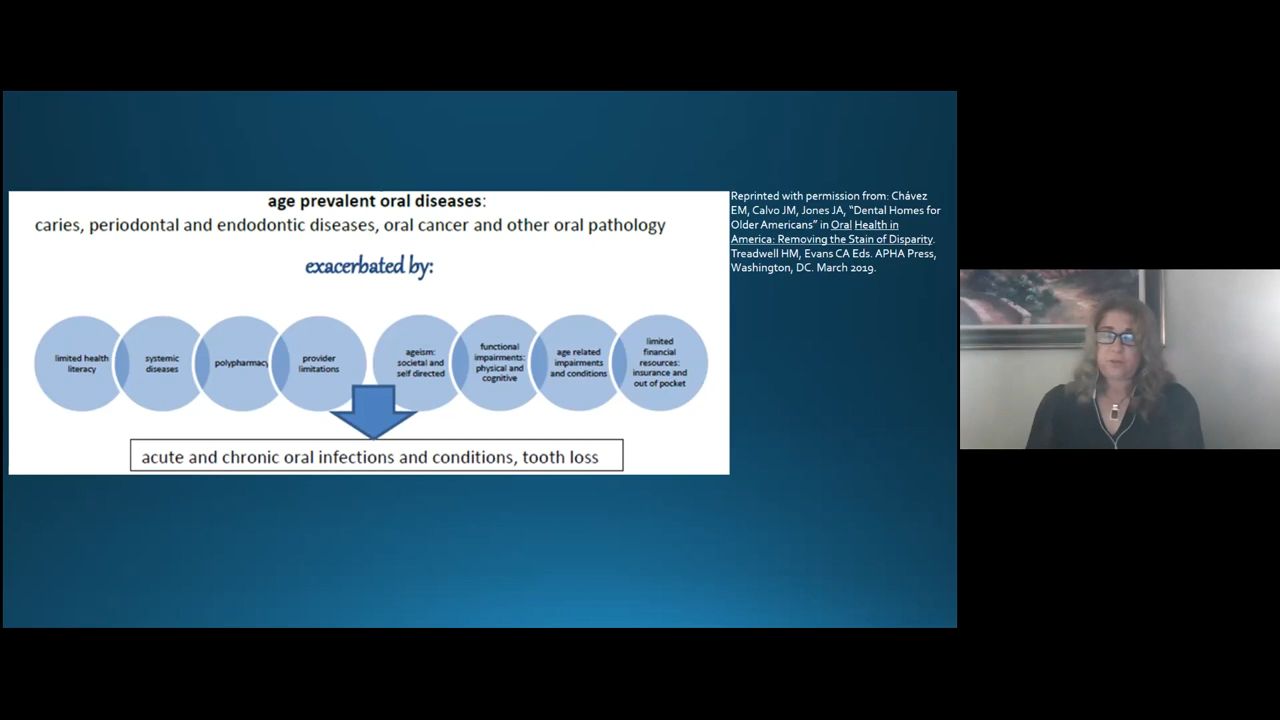 age prevalent oral diseases:
caries, periodontal and endodontic diseases, oral cancer and other oral pathology
exacerbated by:
limited health
literacy
systemic
diseases
polypharmacy
provider
limitations
ageism:
societal and
self directed
functional
impairments:
physical and
cognitive
age related
impairments
and conditions
limited
financial
resources:
insurance and
out of pocket
acute and chronic oral infections and conditions, tooth loss
Reprinted with permission from: Chávez
EM, Calvo JM, Jones JA, “Dental Homes for
Older Americans” in Oral Health in
America: Removing the Stain of Disparity.
Treadwell HM, Evans CA Eds. APHA Press,
Washington, DC. March 2019.